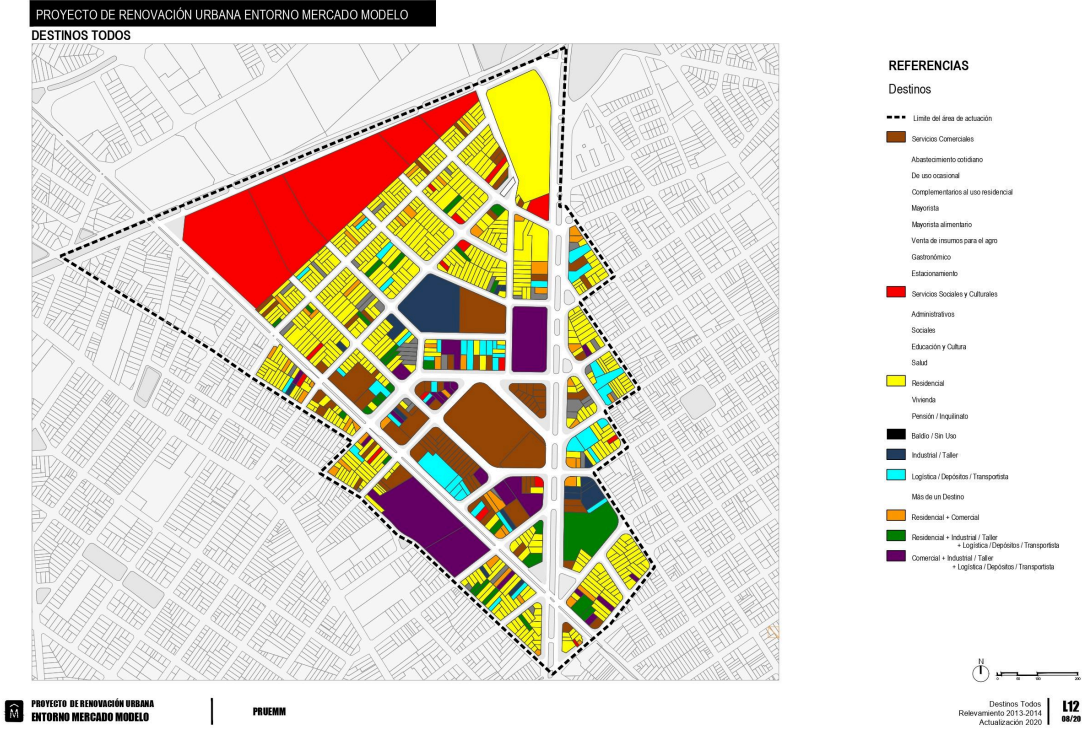 PROYECTO DE RENOVACIÓN URBANA ENTORNO MERCADO MODELO
DESTINOS TODOS
REFERENCIAS
Destinos
Límite del área de actuación
Servicios Comerciales
Abastecimiento cotidiano
De uso ocasional
Complementarios al uso residencial
Mayorista
Mayorista alimentario
Venta de insumos para el agro
Gastronómico
Estacionamiento
Servicios Sociales y Culturales
Administrativos
Sociales
Educación y Cultura
Salud
Residencial
Vivienda
Pensión / Inquilinato
Baldío / Sin Uso
Industrial / Taller
Logística / Depósitos / Transportista
Más de un Destino
Residencial + Comercial
Residencial + Industrial / Taller
+ Logística / Depósitos / Transportista
Comercial + Industrial / Taller
+ Logística / Depósitos / Transportista
N
0 50 100 200
PROYECTO DE RENOVACIÓN URBANA
ENTORNO MERCADO MODELO
PRUEMM
Destinos Todos
Relevamiento 2013-2014
Actualización 2020
L12
08/20